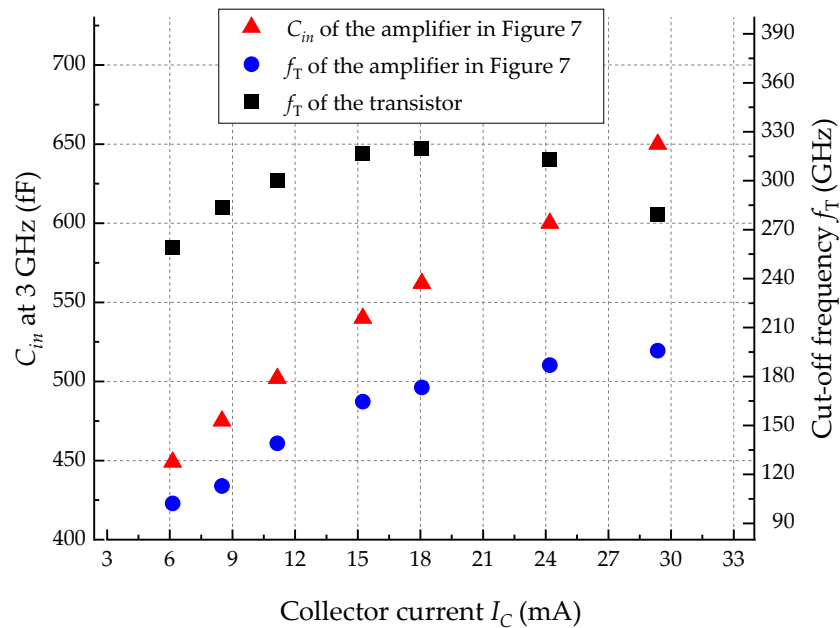 C_in of the amplifier in Figure 7
f_T of the amplifier in Figure 7
f_T of the transistor
700
650
600
550
500
450
400
C_in at 3 GHz (fF)
390
360
330
300
270
240
210
180
150
120
90
Cut-off frequency f_T (GHz)
3 6 9 12 15 18 21 24 27 30 33
Collector current I_C (mA)